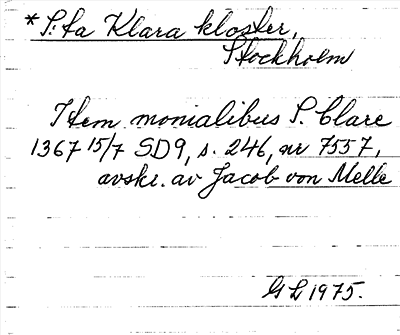 * S:ta Klara kloster,
Stockholm
Item monialibus S. Clare
1367 15/7 SD9, s. 246, nr 7557,
avskr. av Jacob von Melle
GL 1975.